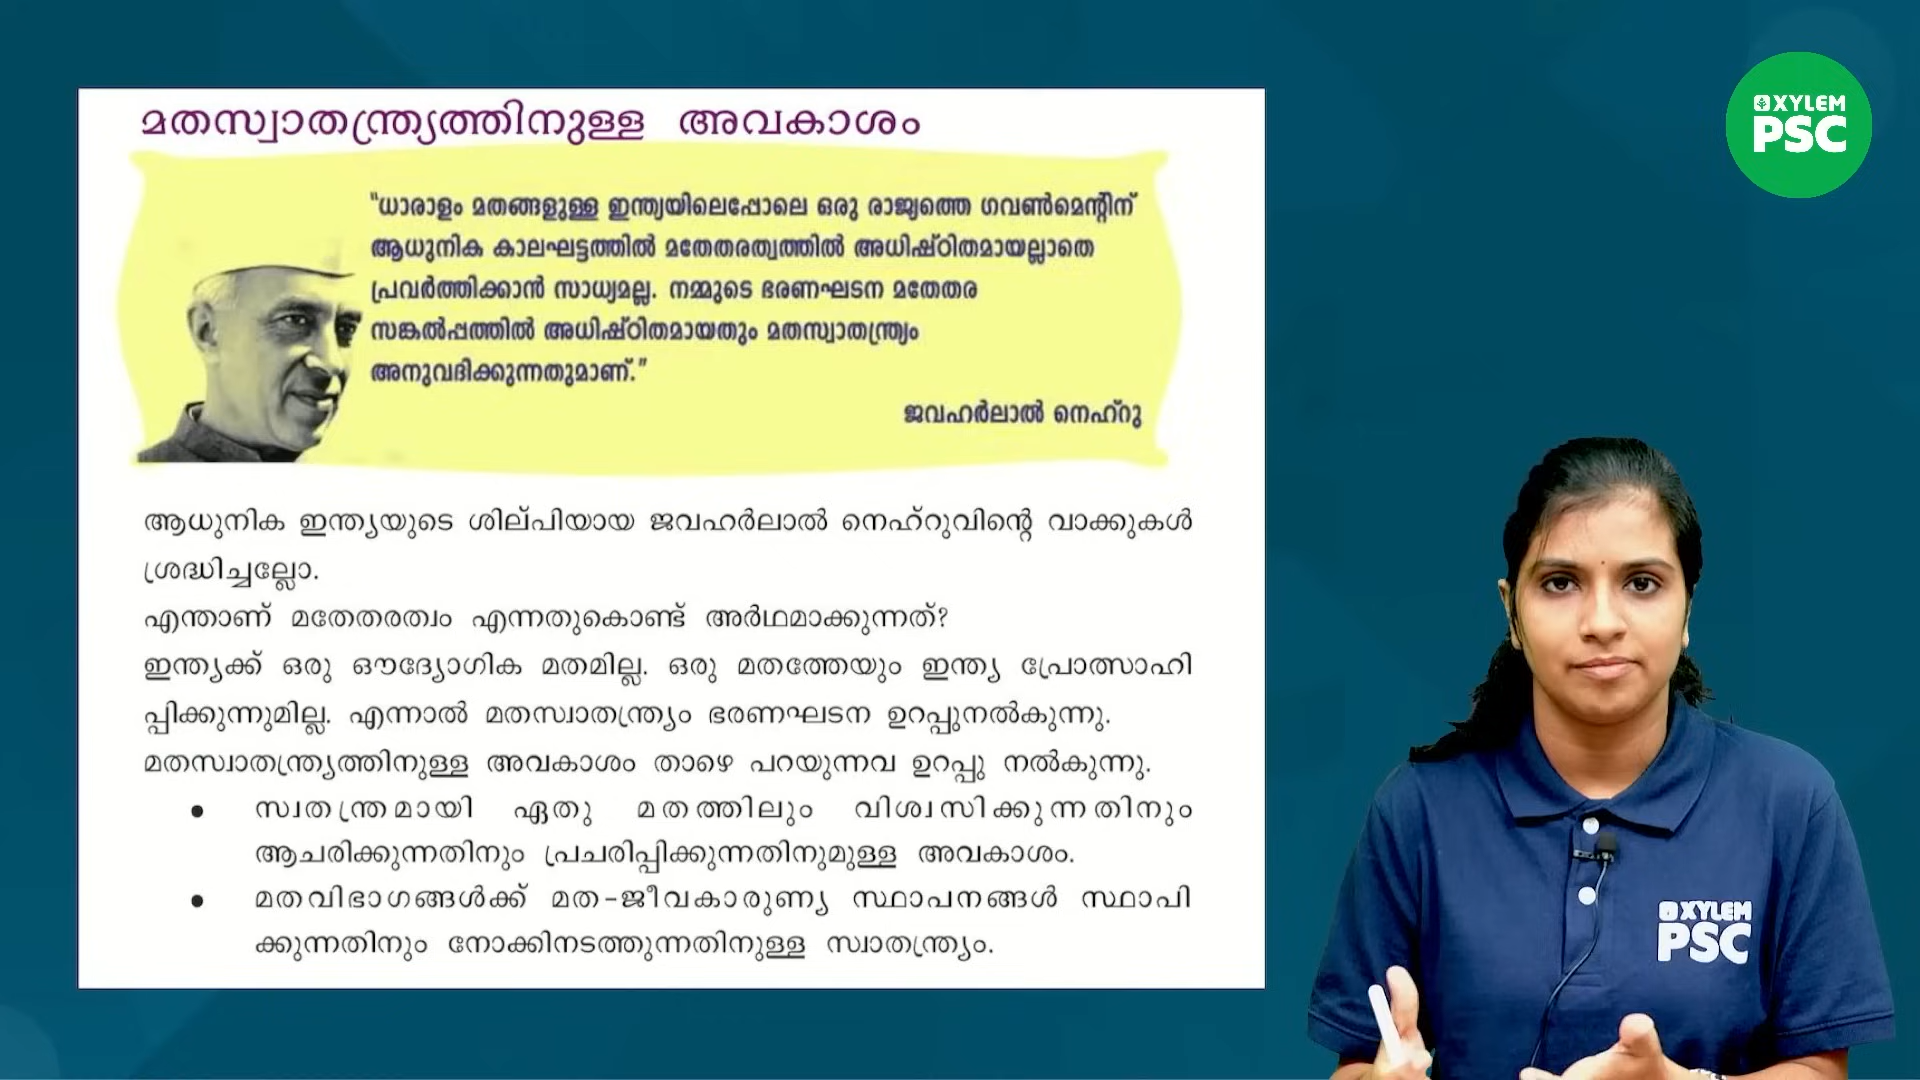 മതസ്വാതന്ത്ര്യത്തിനുള്ള അവകാശം
"ധാരാളം മതങ്ങളുള്ള ഇന്ത്യയിലെപ്പോലെ ഒരു രാജ്യത്തെ ഗവൺമെന്റിന്
ആധുനിക കാലഘട്ടത്തിൽ മതേതരത്വത്തിൽ അധിഷ്ഠിതമായല്ലാതെ
പ്രവർത്തിക്കാൻ സാധ്യമല്ല. നമ്മുടെ ഭരണഘടന മതേതര
സങ്കൽപ്പത്തിൽ അധിഷ്ഠിതമായതും മതസ്വാതന്ത്ര്യം
അനുവദിക്കുന്നതുമാണ്."
ജവഹർലാൽ നെഹ്റു
ആധുനിക ഇന്ത്യയുടെ ശില്പിയായ ജവഹർലാൽ നെഹ്റുവിന്റെ വാക്കുകൾ
ശ്രദ്ധിച്ചല്ലോ.
എന്താണ് മതേതരത്വം എന്നതുകൊണ്ട് അർഥമാക്കുന്നത്?
ഇന്ത്യക്ക് ഒരു ഔദ്യോഗിക മതമില്ല. ഒരു മതത്തേയും ഇന്ത്യ പ്രോത്സാഹി
പ്പിക്കുന്നുമില്ല. എന്നാൽ മതസ്വാതന്ത്ര്യം ഭരണഘടന ഉറപ്പുനൽകുന്നു.
മതസ്വാതന്ത്ര്യത്തിനുള്ള അവകാശം താഴെ പറയുന്നവ ഉറപ്പു നൽകുന്നു.
• സ്വതന്ത്രമായി ഏതു മതത്തിലും വിശ്വസിക്കുന്നതിനും
ആചരിക്കുന്നതിനും പ്രചരിപ്പിക്കുന്നതിനുമുള്ള അവകാശം.
• മതവിഭാഗങ്ങൾക്ക് മത-ജീവകാരുണ്യ സ്ഥാപനങ്ങൾ സ്ഥാപി
ക്കുന്നതിനും നോക്കിനടത്തുന്നതിനുള്ള സ്വാതന്ത്ര്യം.
XYLEM
PSC
XYLEM
PSC